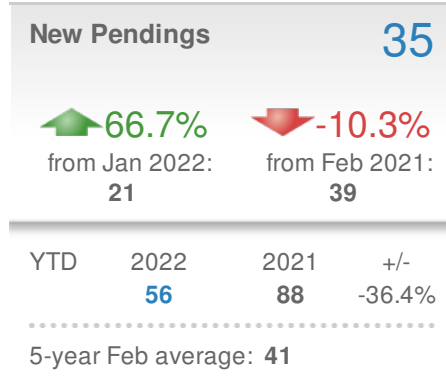 New Pendings 35
66.7% -10.3%
from Jan 2022: from Feb 2021:
21 39
YTD 2022 2021 +/-
56 88 -36.4%
5-year Feb average: 41